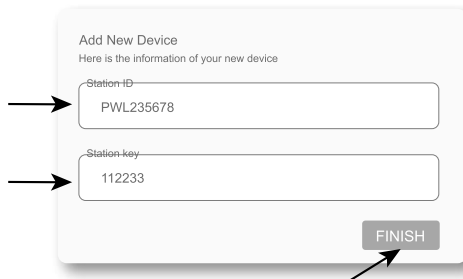 Add New Device
Here is the information of your new device
Station ID
PWL235678
Station key
112233
FINISH